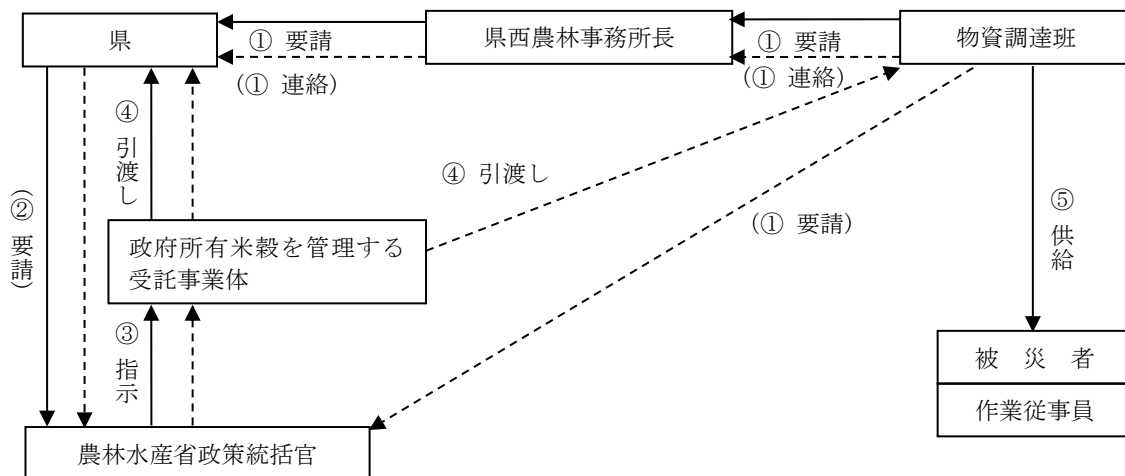 県
① 要請
(① 連絡)
県西農林事務所長
① 要請
(① 連絡)
物資調達班
④ 引渡し
④ 引渡し
(② 要請)
(① 要請)
⑤ 供給
政府所有米穀を管理する
受託事業体
③ 指示
被 災 者
作業従事員
農林水産省政策統括官